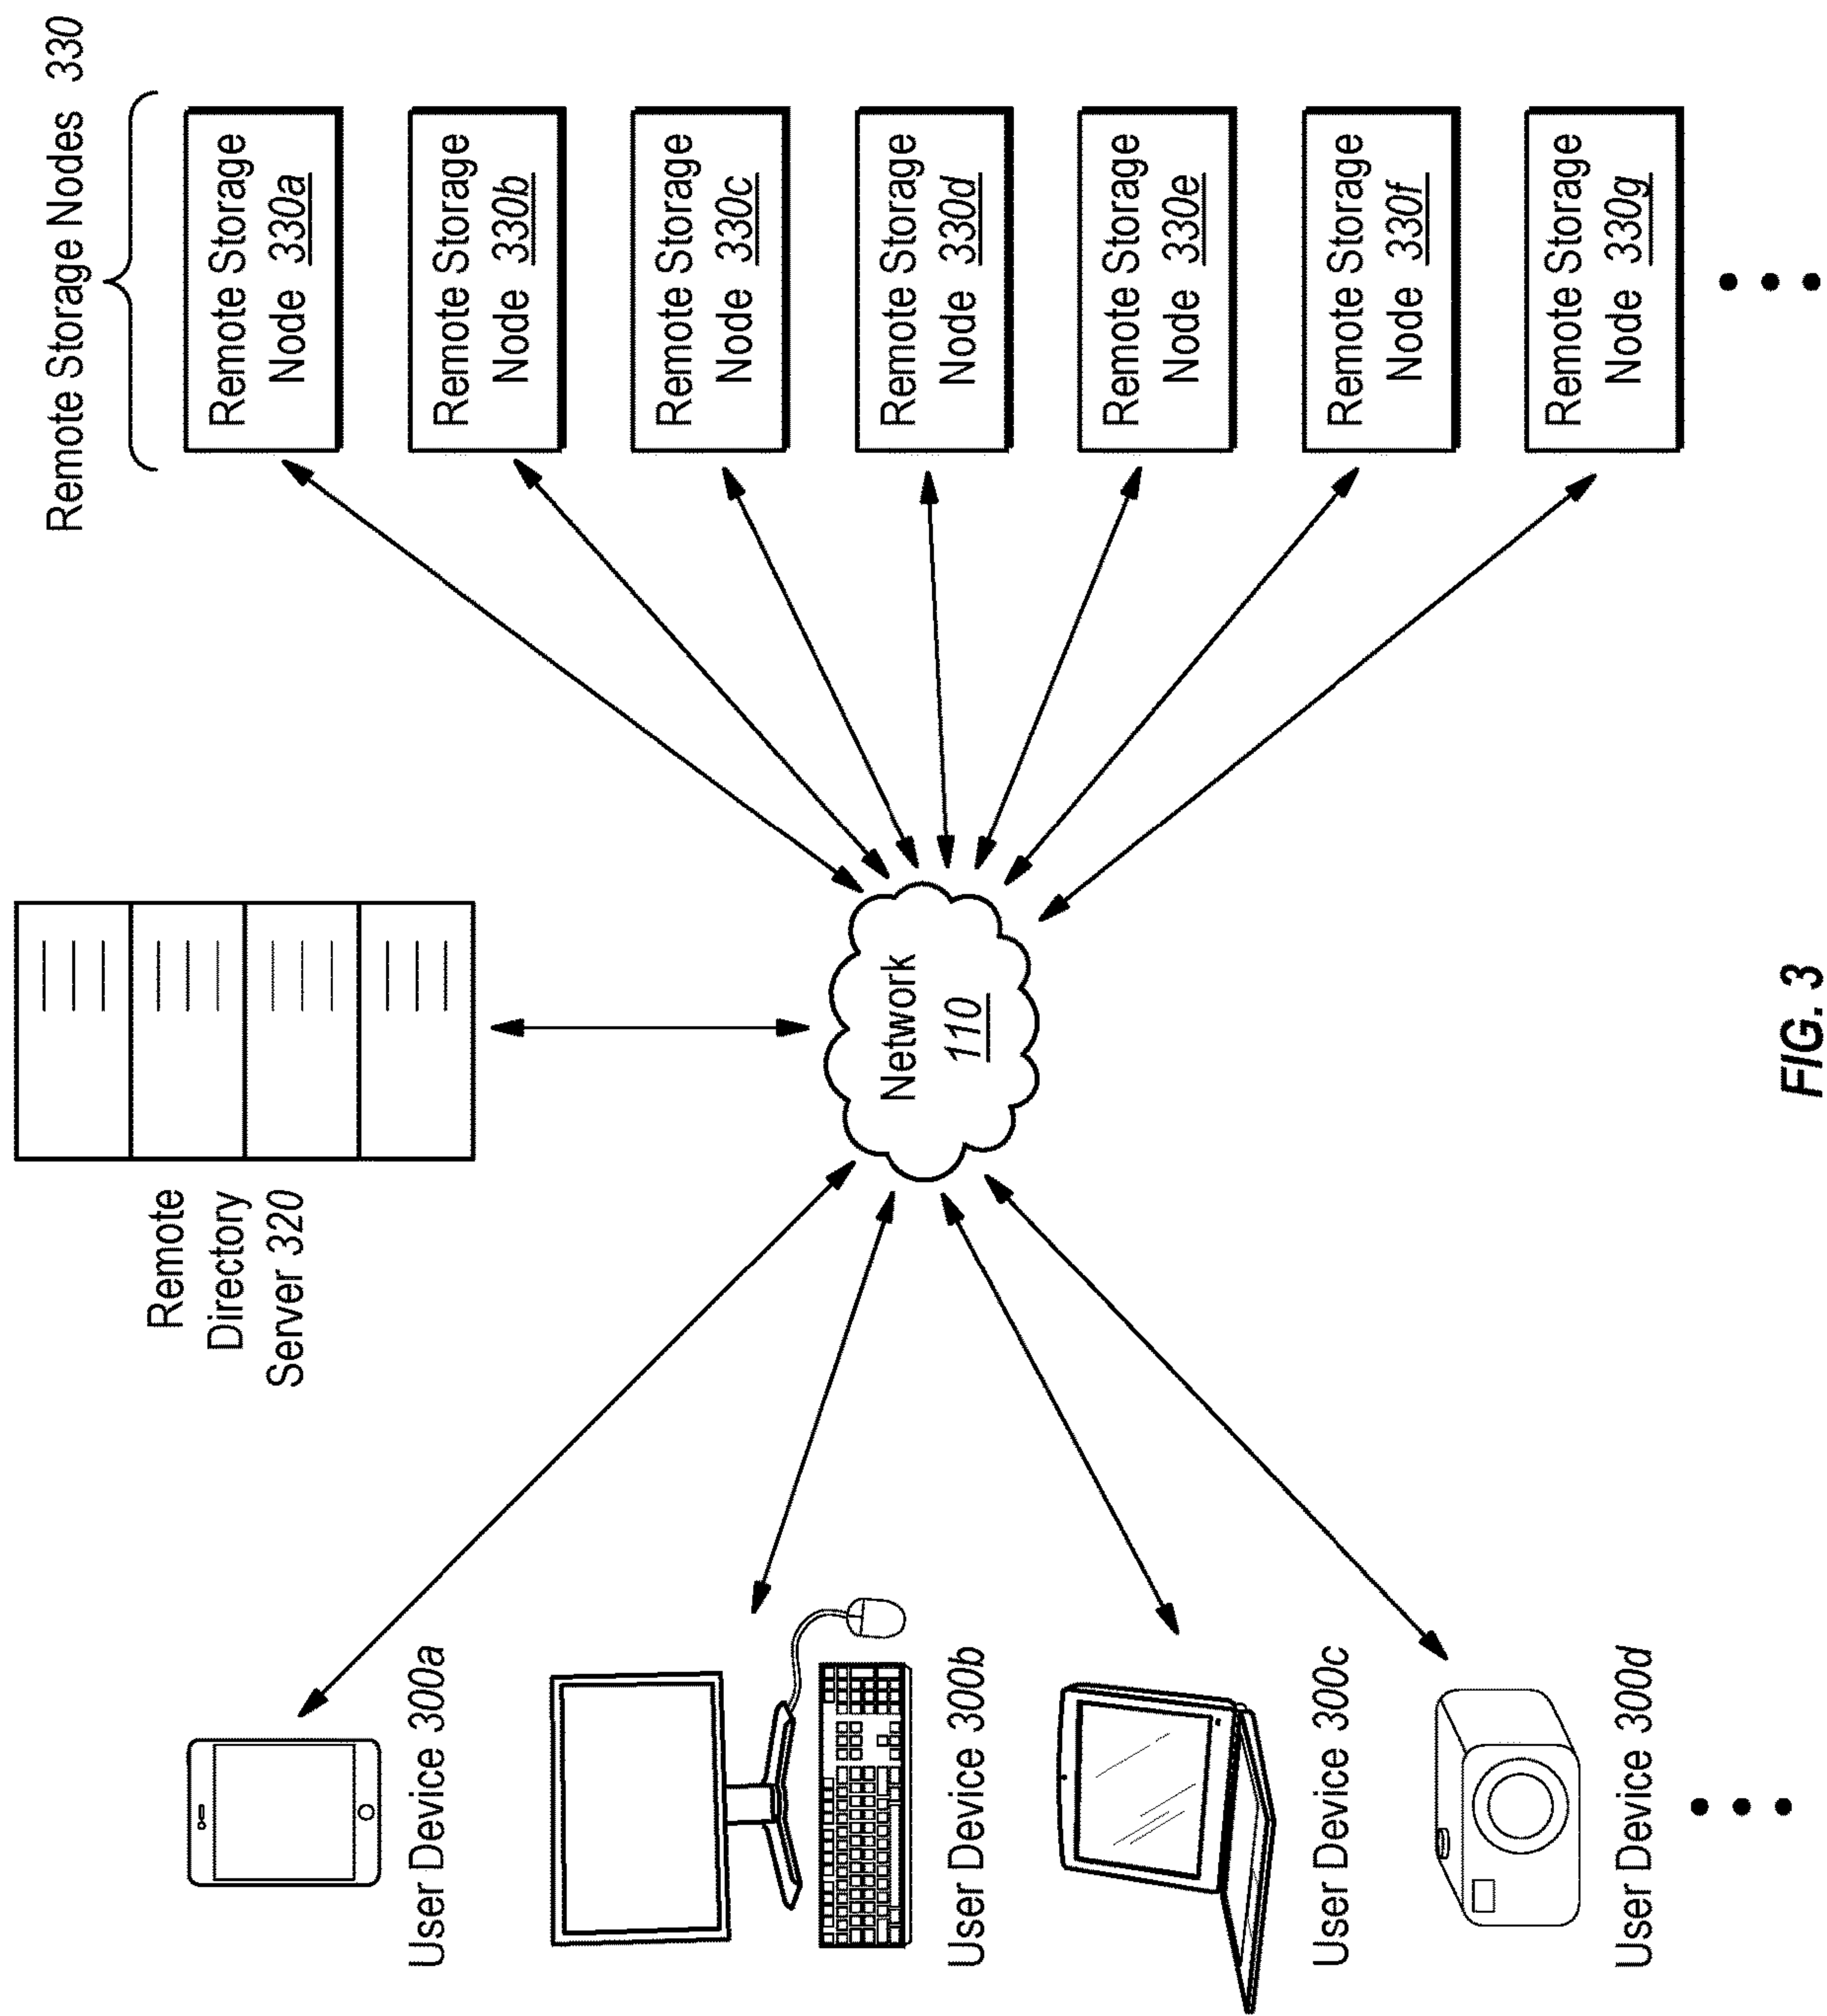 Remote
Directory
Server 320
Remote Storage Nodes 330
User Device 300a
User Device 300b
User Device 300c
User Device 300d
Network
110
Remote Storage
Node 330a
Remote Storage
Node 330b
Remote Storage
Node 330c
Remote Storage
Node 330d
Remote Storage
Node 330e
Remote Storage
Node 330f
Remote Storage
Node 330g
FIG. 3